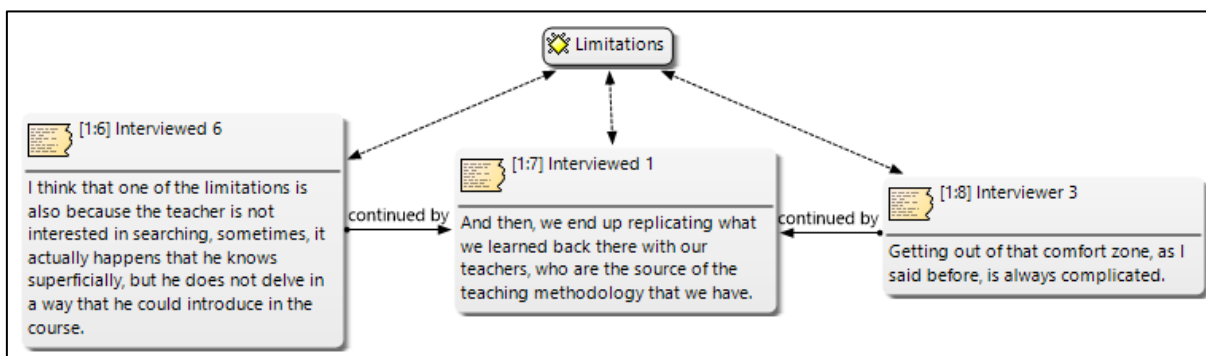 Limitations
[1:6] Interviewed 6
I think that one of the limitations is
also because the teacher is not
interested in searching, sometimes, it
actually happens that he knows
superficially, but he does not delve in
a way that he could introduce in the
course.
continued by
[1:7] Interviewed 1
And then, we end up replicating what
we learned back there with our
teachers, who are the source of the
teaching methodology that we have.
continued by
[1:8] Interviewer 3
Getting out of that comfort zone, as I
said before, is always complicated.